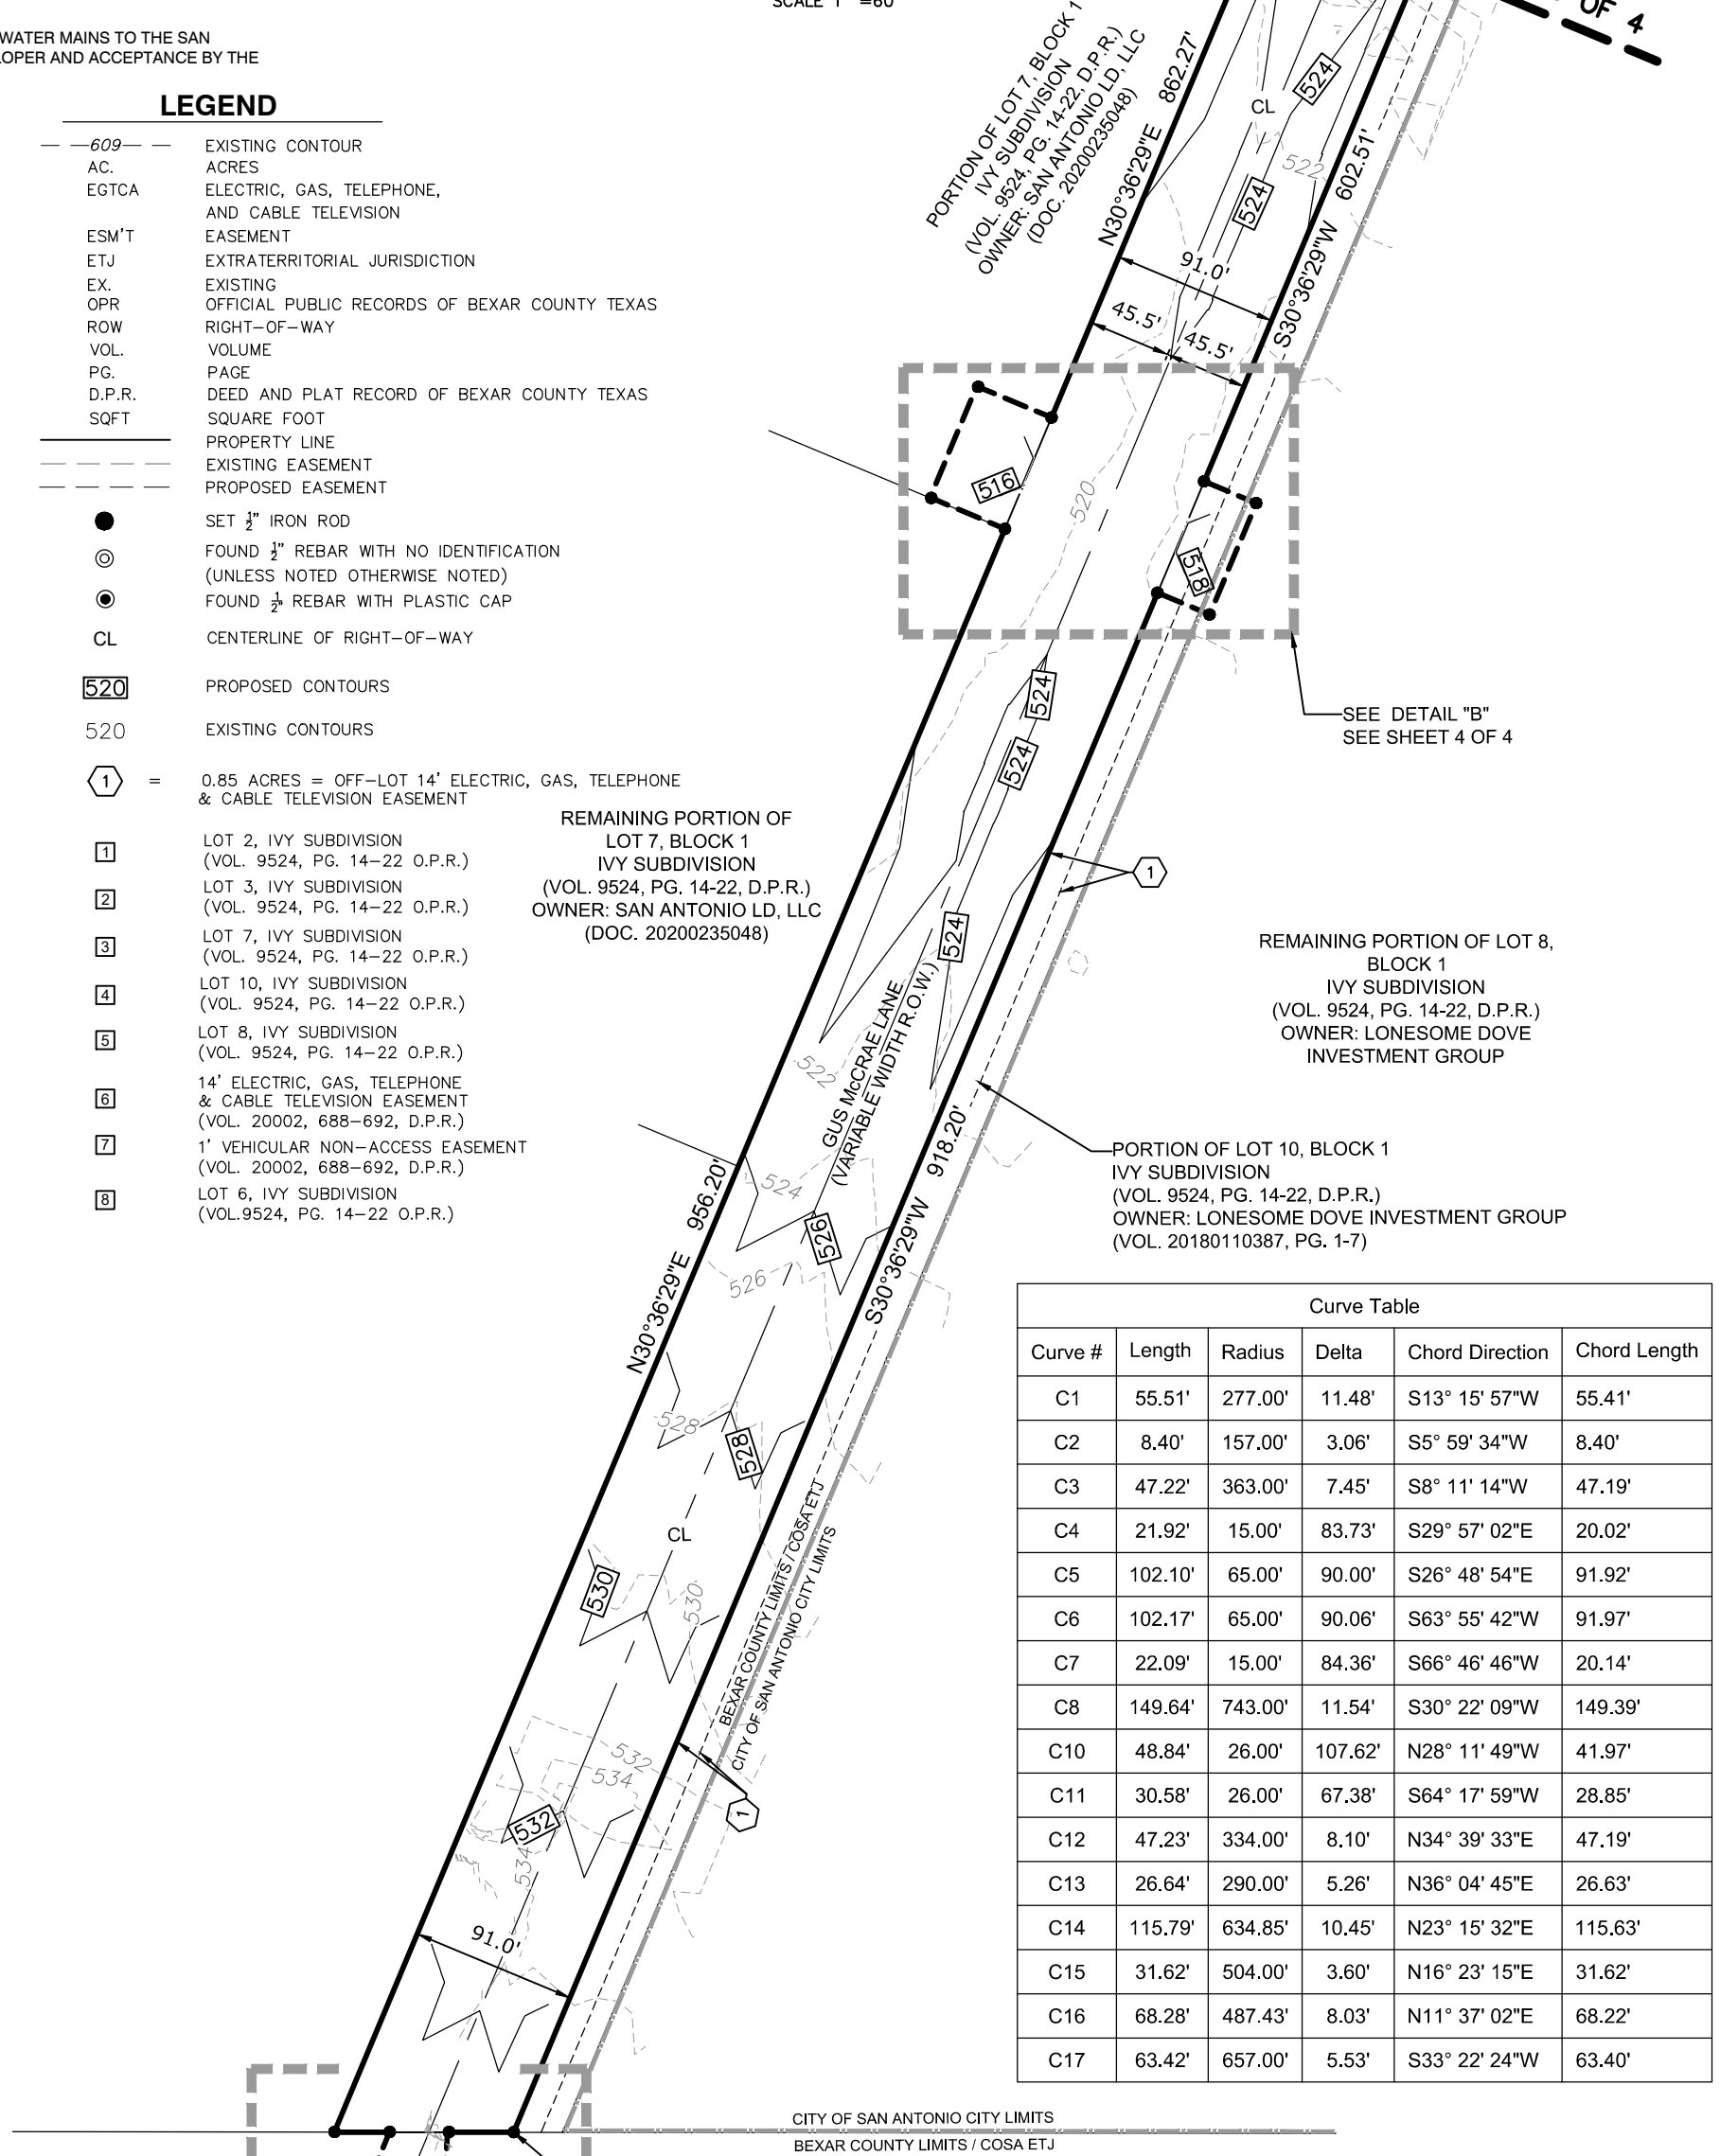 SCALE 1" =60'
WATER MAINS TO THE SAN
LOPER AND ACCEPTANCE BY THE
OF 4
LEGEND
609 EXISTING CONTOUR
AC. ACRES
EGTCA ELECTRIC, GAS, TELEPHONE,
AND CABLE TELEVISION
ESM'T EASEMENT
ETJ EXTRATERRITORIAL JURISDICTION
EX. EXISTING
OPR OFFICIAL PUBLIC RECORDS OF BEXAR COUNTY TEXAS
ROW RIGHT-OF-WAY
VOL. VOLUME
PG. PAGE
D.P.R. DEED AND PLAT RECORD OF BEXAR COUNTY TEXAS
SQFT SQUARE FOOT
PROPERTY LINE
EXISTING EASEMENT
PROPOSED EASEMENT
SET ½" IRON ROD
FOUND ½" REBAR WITH NO IDENTIFICATION
(UNLESS NOTED OTHERWISE NOTED)
FOUND ½" REBAR WITH PLASTIC CAP
CL CENTERLINE OF RIGHT-OF-WAY
520 PROPOSED CONTOURS
520 EXISTING CONTOURS
1 = 0.85 ACRES = OFF-LOT 14' ELECTRIC, GAS, TELEPHONE
& CABLE TELEVISION EASEMENT
1 LOT 2, IVY SUBDIVISION
(VOL. 9524, PG. 14-22 O.P.R.)
2 LOT 3, IVY SUBDIVISION
(VOL. 9524, PG. 14-22 O.P.R.)
3 LOT 7, IVY SUBDIVISION
(VOL. 9524, PG. 14-22 O.P.R.)
4 LOT 10, IVY SUBDIVISION
(VOL. 9524, PG. 14-22 O.P.R.)
5 LOT 8, IVY SUBDIVISION
(VOL. 9524, PG. 14-22 O.P.R.)
6 14' ELECTRIC, GAS, TELEPHONE
& CABLE TELEVISION EASEMENT
(VOL. 20002, 688-692, D.P.R.)
7 1' VEHICULAR NON-ACCESS EASEMENT
(VOL. 20002, 688-692, D.P.R.)
8 LOT 6, IVY SUBDIVISION
(VOL.9524, PG. 14-22 O.P.R.)
PORTION OF LOT 7, BLOCK 1
IVY SUBDIVISION
(VOL. 9524, PG. 14-22, D.P.R.)
OWNER: SAN ANTONIO LD, LLC
(DOC. 20200235048)
N30°36'29"E 862.27'
CL
524
522
524
S30°36'29"W 602.51'
91.0'
45.5'
45.5'
516
520
518
SEE DETAIL "B"
SEE SHEET 4 OF 4
524
524
REMAINING PORTION OF
LOT 7, BLOCK 1
IVY SUBDIVISION
(VOL. 9524, PG. 14-22, D.P.R.)
OWNER: SAN ANTONIO LD, LLC
(DOC. 20200235048)
1
524
REMAINING PORTION OF LOT 8,
BLOCK 1
IVY SUBDIVISION
(VOL. 9524, PG. 14-22, D.P.R.)
OWNER: LONESOME DOVE
INVESTMENT GROUP
522
GUS McCRAE LANE
(VARIABLE WIDTH R.O.W.)
PORTION OF LOT 10, BLOCK 1
IVY SUBDIVISION
(VOL. 9524, PG. 14-22, D.P.R.)
OWNER: LONESOME DOVE INVESTMENT GROUP
(VOL. 20180110387, PG. 1-7)
N30°36'29"E 956.20'
S30°36'29"W 918.20'
524
526
526
528
528
CL
530
530
BEXAR COUNTY LIMITS / COSA ETJ
CITY OF SAN ANTONIO CITY LIMITS
532
534
532
534
1
91.0'
Curve Table
Curve # Length Radius Delta Chord Direction Chord Length
C1 55.51' 277.00' 11.48' S13° 15' 57"W 55.41'
C2 8.40' 157.00' 3.06' S5° 59' 34"W 8.40'
C3 47.22' 363.00' 7.45' S8° 11' 14"W 47.19'
C4 21.92' 15.00' 83.73' S29° 57' 02"E 20.02'
C5 102.10' 65.00' 90.00' S26° 48' 54"E 91.92'
C6 102.17' 65.00' 90.06' S63° 55' 42"W 91.97'
C7 22.09' 15.00' 84.36' S66° 46' 46"W 20.14'
C8 149.64' 743.00' 11.54' S30° 22' 09"W 149.39'
C10 48.84' 26.00' 107.62' N28° 11' 49"W 41.97'
C11 30.58' 26.00' 67.38' S64° 17' 59"W 28.85'
C12 47.23' 334.00' 8.10' N34° 39' 33"E 47.19'
C13 26.64' 290.00' 5.26' N36° 04' 45"E 26.63'
C14 115.79' 634.85' 10.45' N23° 15' 32"E 115.63'
C15 31.62' 504.00' 3.60' N16° 23' 15"E 31.62'
C16 68.28' 487.43' 8.03' N11° 37' 02"E 68.22'
C17 63.42' 657.00' 5.53' S33° 22' 24"W 63.40'
CITY OF SAN ANTONIO CITY LIMITS
BEXAR COUNTY LIMITS / COSA ETJ